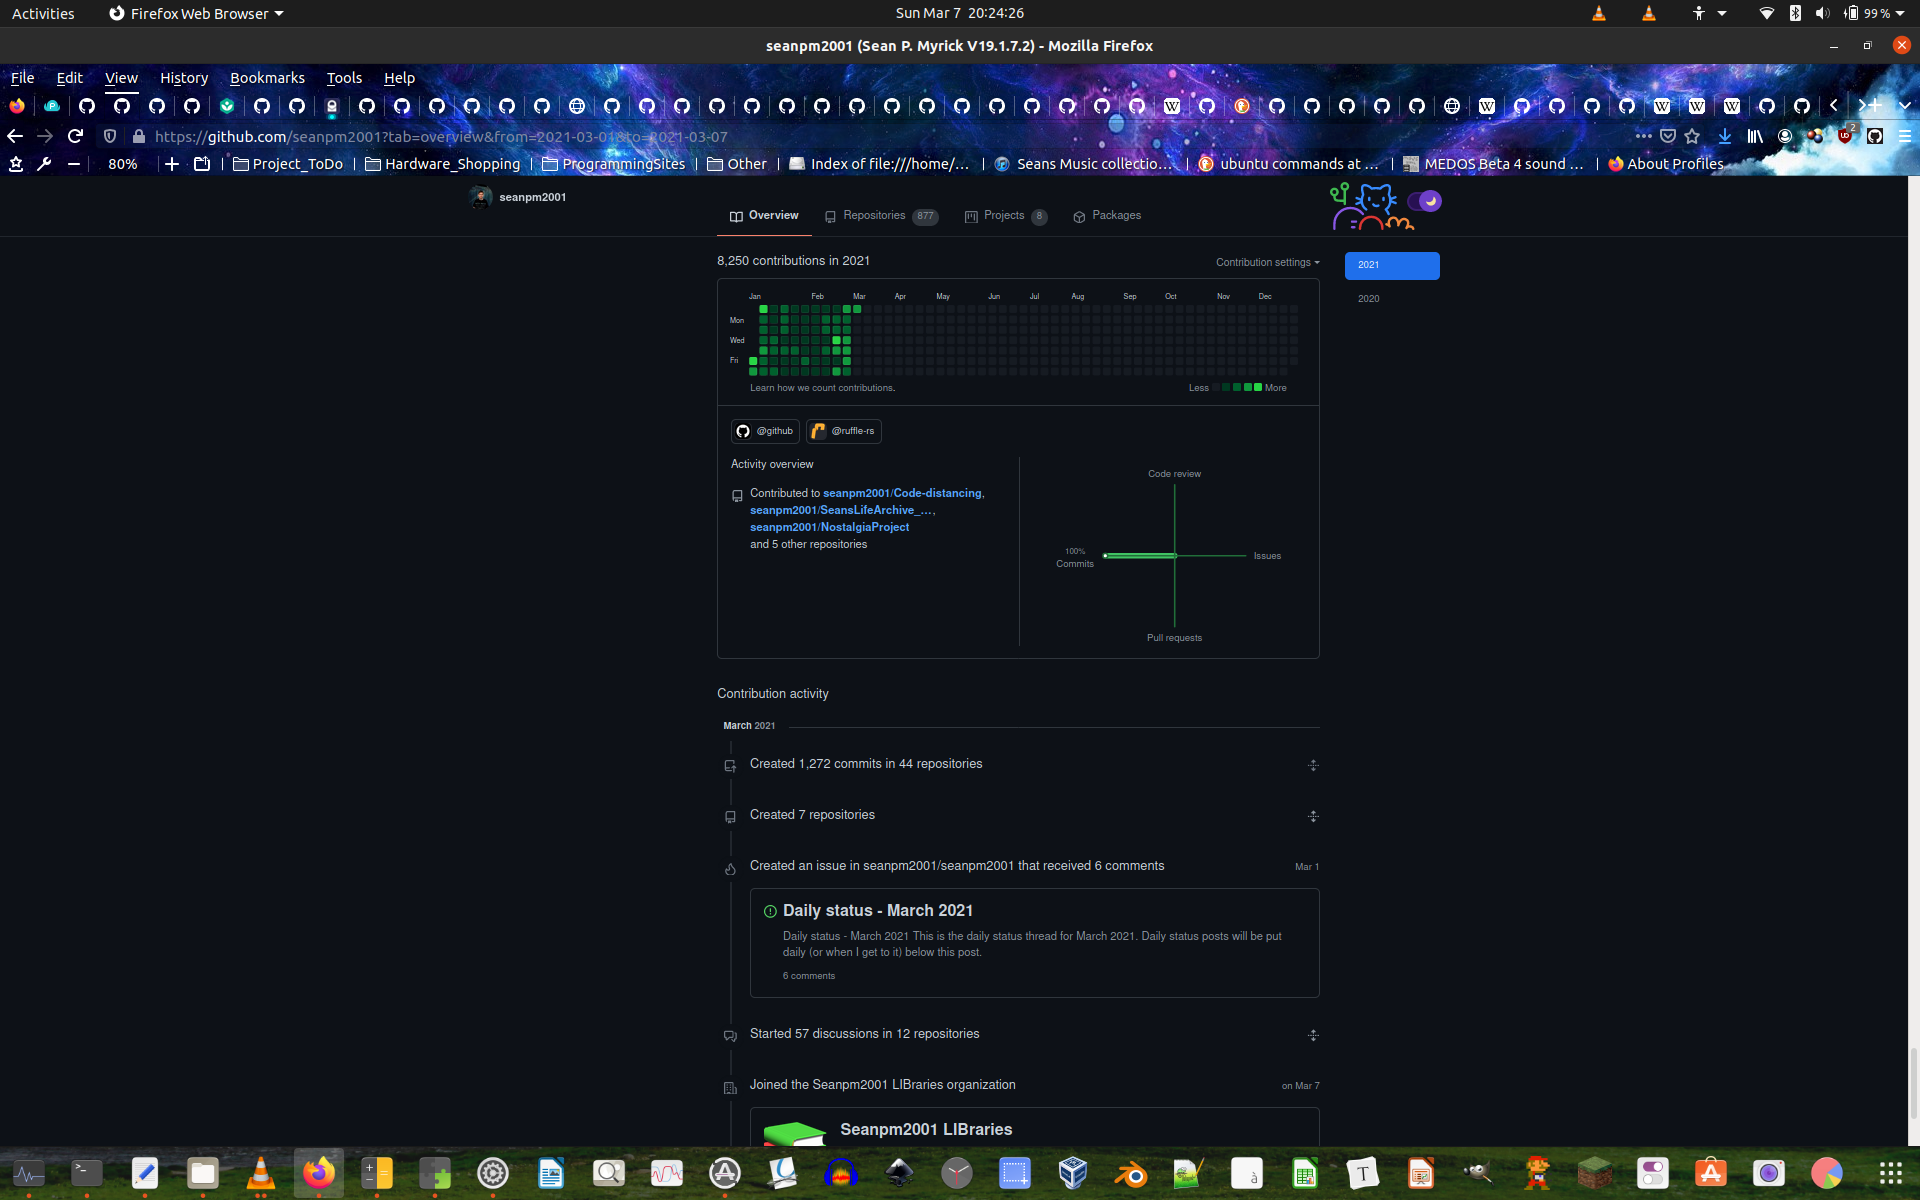 Activities
Firefox Web Browser
Sun Mar 7 20:24:26
99 %
seanpm2001 (Sean P. Myrick V19.1.7.2) - Mozilla Firefox
File Edit View History Bookmarks Tools Help
https://github.com/seanpm2001?tab=overview&from=2021-03-01&to=2021-03-07
2
80%
Project_ToDo
Hardware_Shopping
ProgrammingSites
Other
Index of file:///home/...
Seans Music collectio...
ubuntu commands at ...
MEDOS Beta 4 sound ...
About Profiles
seanpm2001
Overview
Repositories 877
Projects 8
Packages
8,250 contributions in 2021
Contribution settings
2021
2020
Jan Feb Mar Apr May Jun Jul Aug Sep Oct Nov Dec
Mon
Wed
Fri
Learn how we count contributions.
Less More
@github
@ruffle-rs
Activity overview
Contributed to seanpm2001/Code-distancing,
seanpm2001/SeansLifeArchive_...,
seanpm2001/NostalgiaProject
and 5 other repositories
Code review
100%
Commits
Issues
Pull requests
Contribution activity
March 2021
Created 1,272 commits in 44 repositories
Created 7 repositories
Created an issue in seanpm2001/seanpm2001 that received 6 comments
Mar 1
Daily status - March 2021
Daily status - March 2021 This is the daily status thread for March 2021. Daily status posts will be put
daily (or when I get to it) below this post.
6 comments
Started 57 discussions in 12 repositories
Joined the Seanpm2001 LIBraries organization
on Mar 7
Seanpm2001 LIBraries